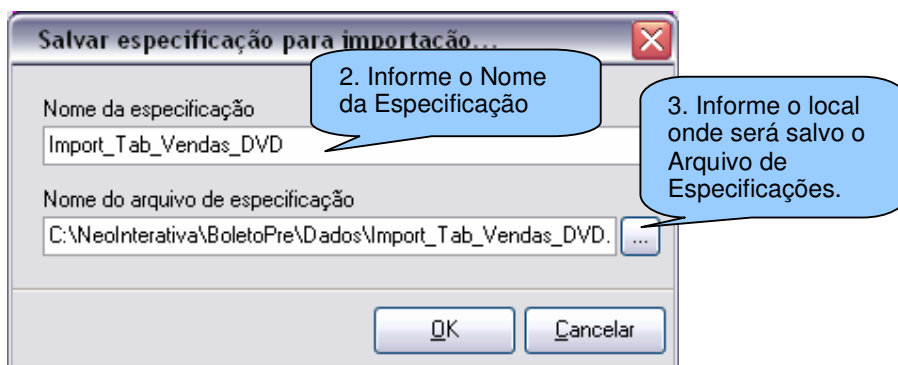 Salvar especificação para importação...
2. Informe o Nome
da Especificação
Nome da especificação
Import_Tab_Vendas_DVD
3. Informe o local
onde será salvo o
Arquivo de
Especificações.
Nome do arquivo de especificação
C:\NeoInterativa\BoletoPre\Dados\Import_Tab_Vendas_DVD.
...
OK
Cancelar